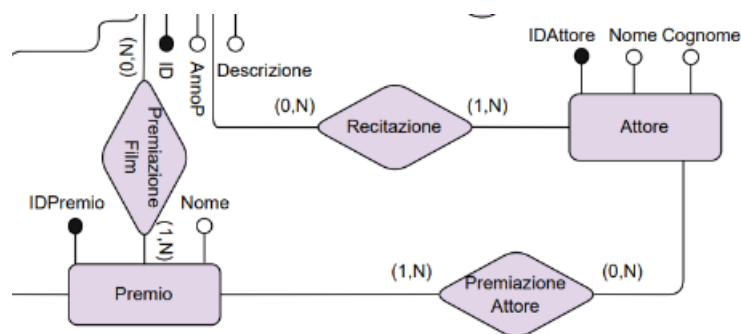 IDAttore
Nome
Cognome
(0,N)
ID
AnnoP
Descrizione
(0,N)
Recitazione
(1,N)
Attore
Premiazione
Film
IDPremio
(1,N)
Nome
Premio
(1,N)
Premiazione
Attore
(0,N)